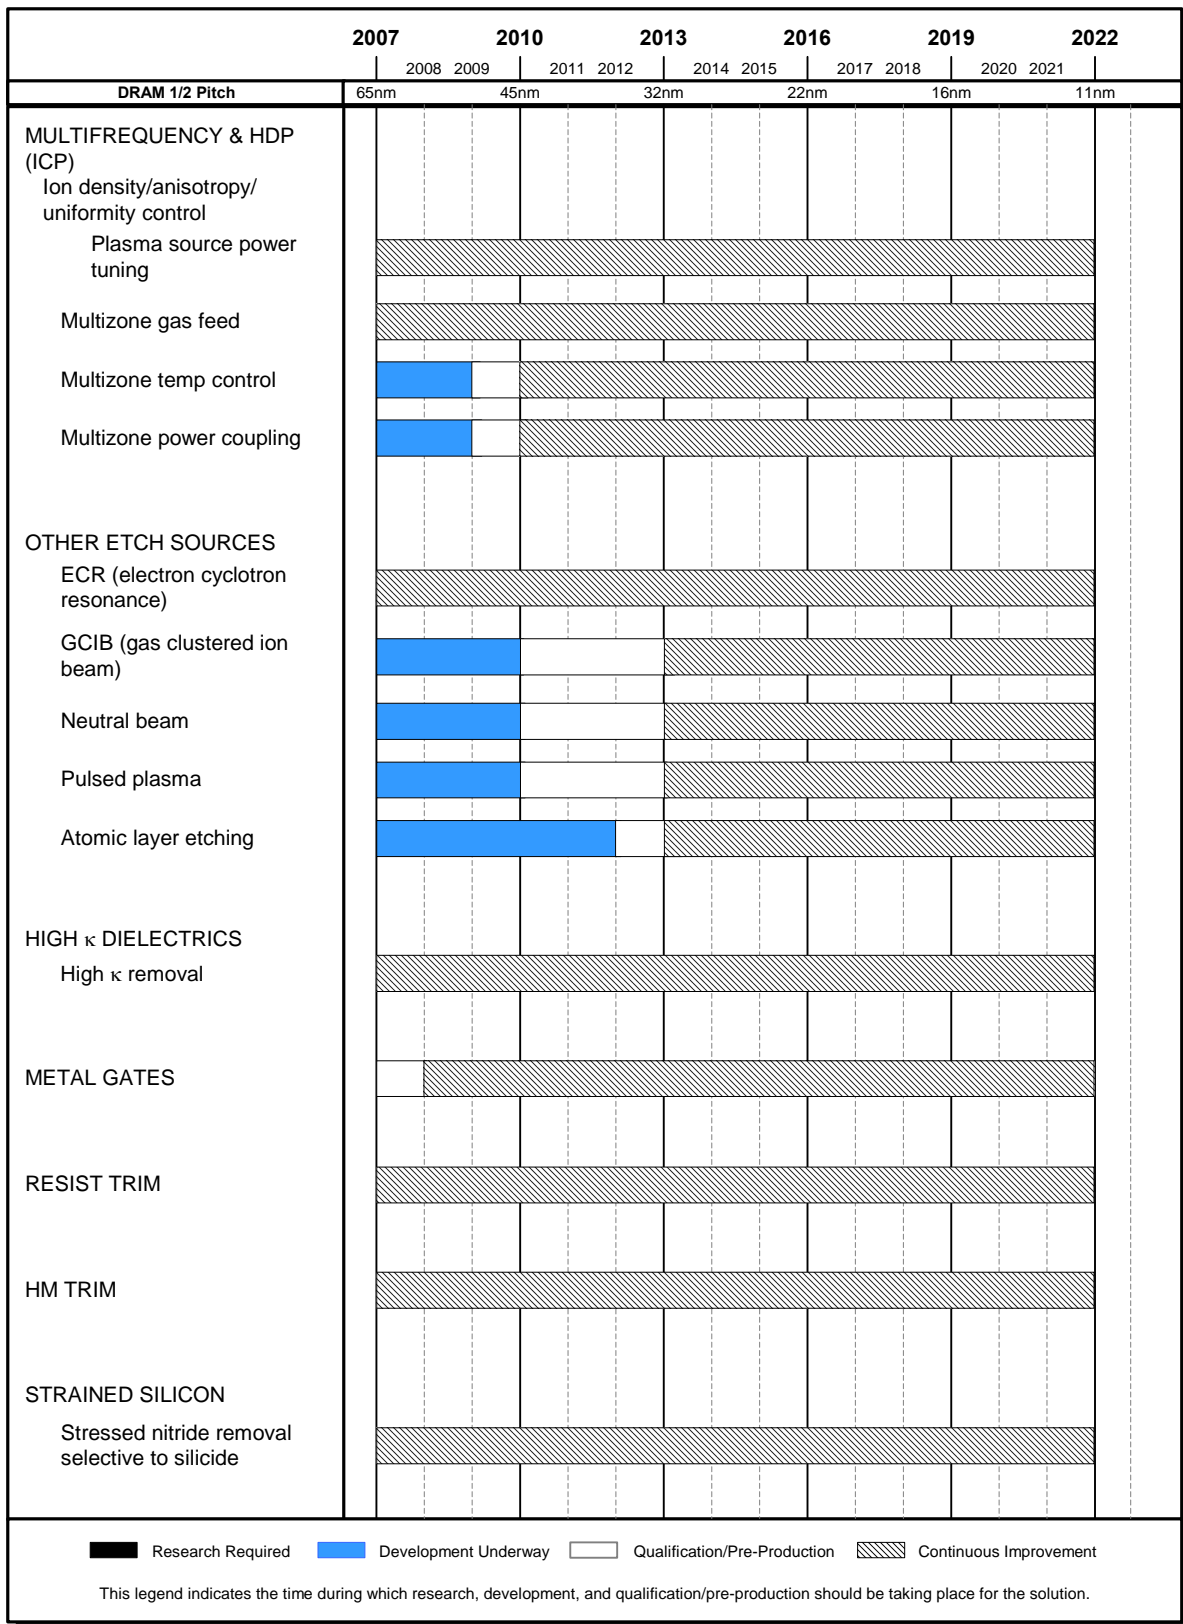 2007 2010 2013 2016 2019 2022
2008 2009 2011 2012 2014 2015 2017 2018 2020 2021
DRAM 1/2 Pitch 65nm 45nm 32nm 22nm 16nm 11nm
MULTIFREQUENCY & HDP
(ICP)
Ion density/anisotropy/
uniformity control
Plasma source power
tuning
Multizone gas feed
Multizone temp control
Multizone power coupling
OTHER ETCH SOURCES
ECR (electron cyclotron
resonance)
GCIB (gas clustered ion
beam)
Neutral beam
Pulsed plasma
Atomic layer etching
HIGH κ DIELECTRICS
High κ removal
METAL GATES
RESIST TRIM
HM TRIM
STRAINED SILICON
Stressed nitride removal
selective to silicide
Research Required Development Underway Qualification/Pre-Production Continuous Improvement
This legend indicates the time during which research, development, and qualification/pre-production should be taking place for the solution.